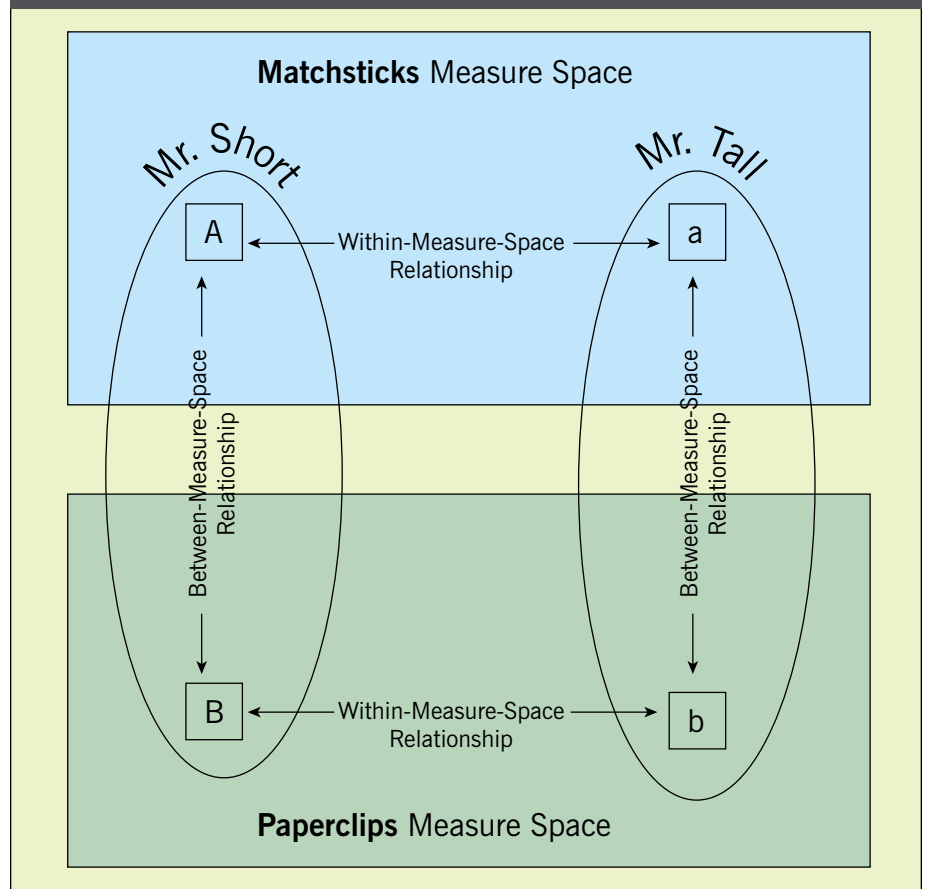 Matchsticks Measure Space
Mr. Short
Mr. Tall
A
Within-Measure-Space
Relationship
a
Between-Measure-Space
Relationship
Between-Measure-Space
Relationship
B
Within-Measure-Space
Relationship
b
Paperclips Measure Space